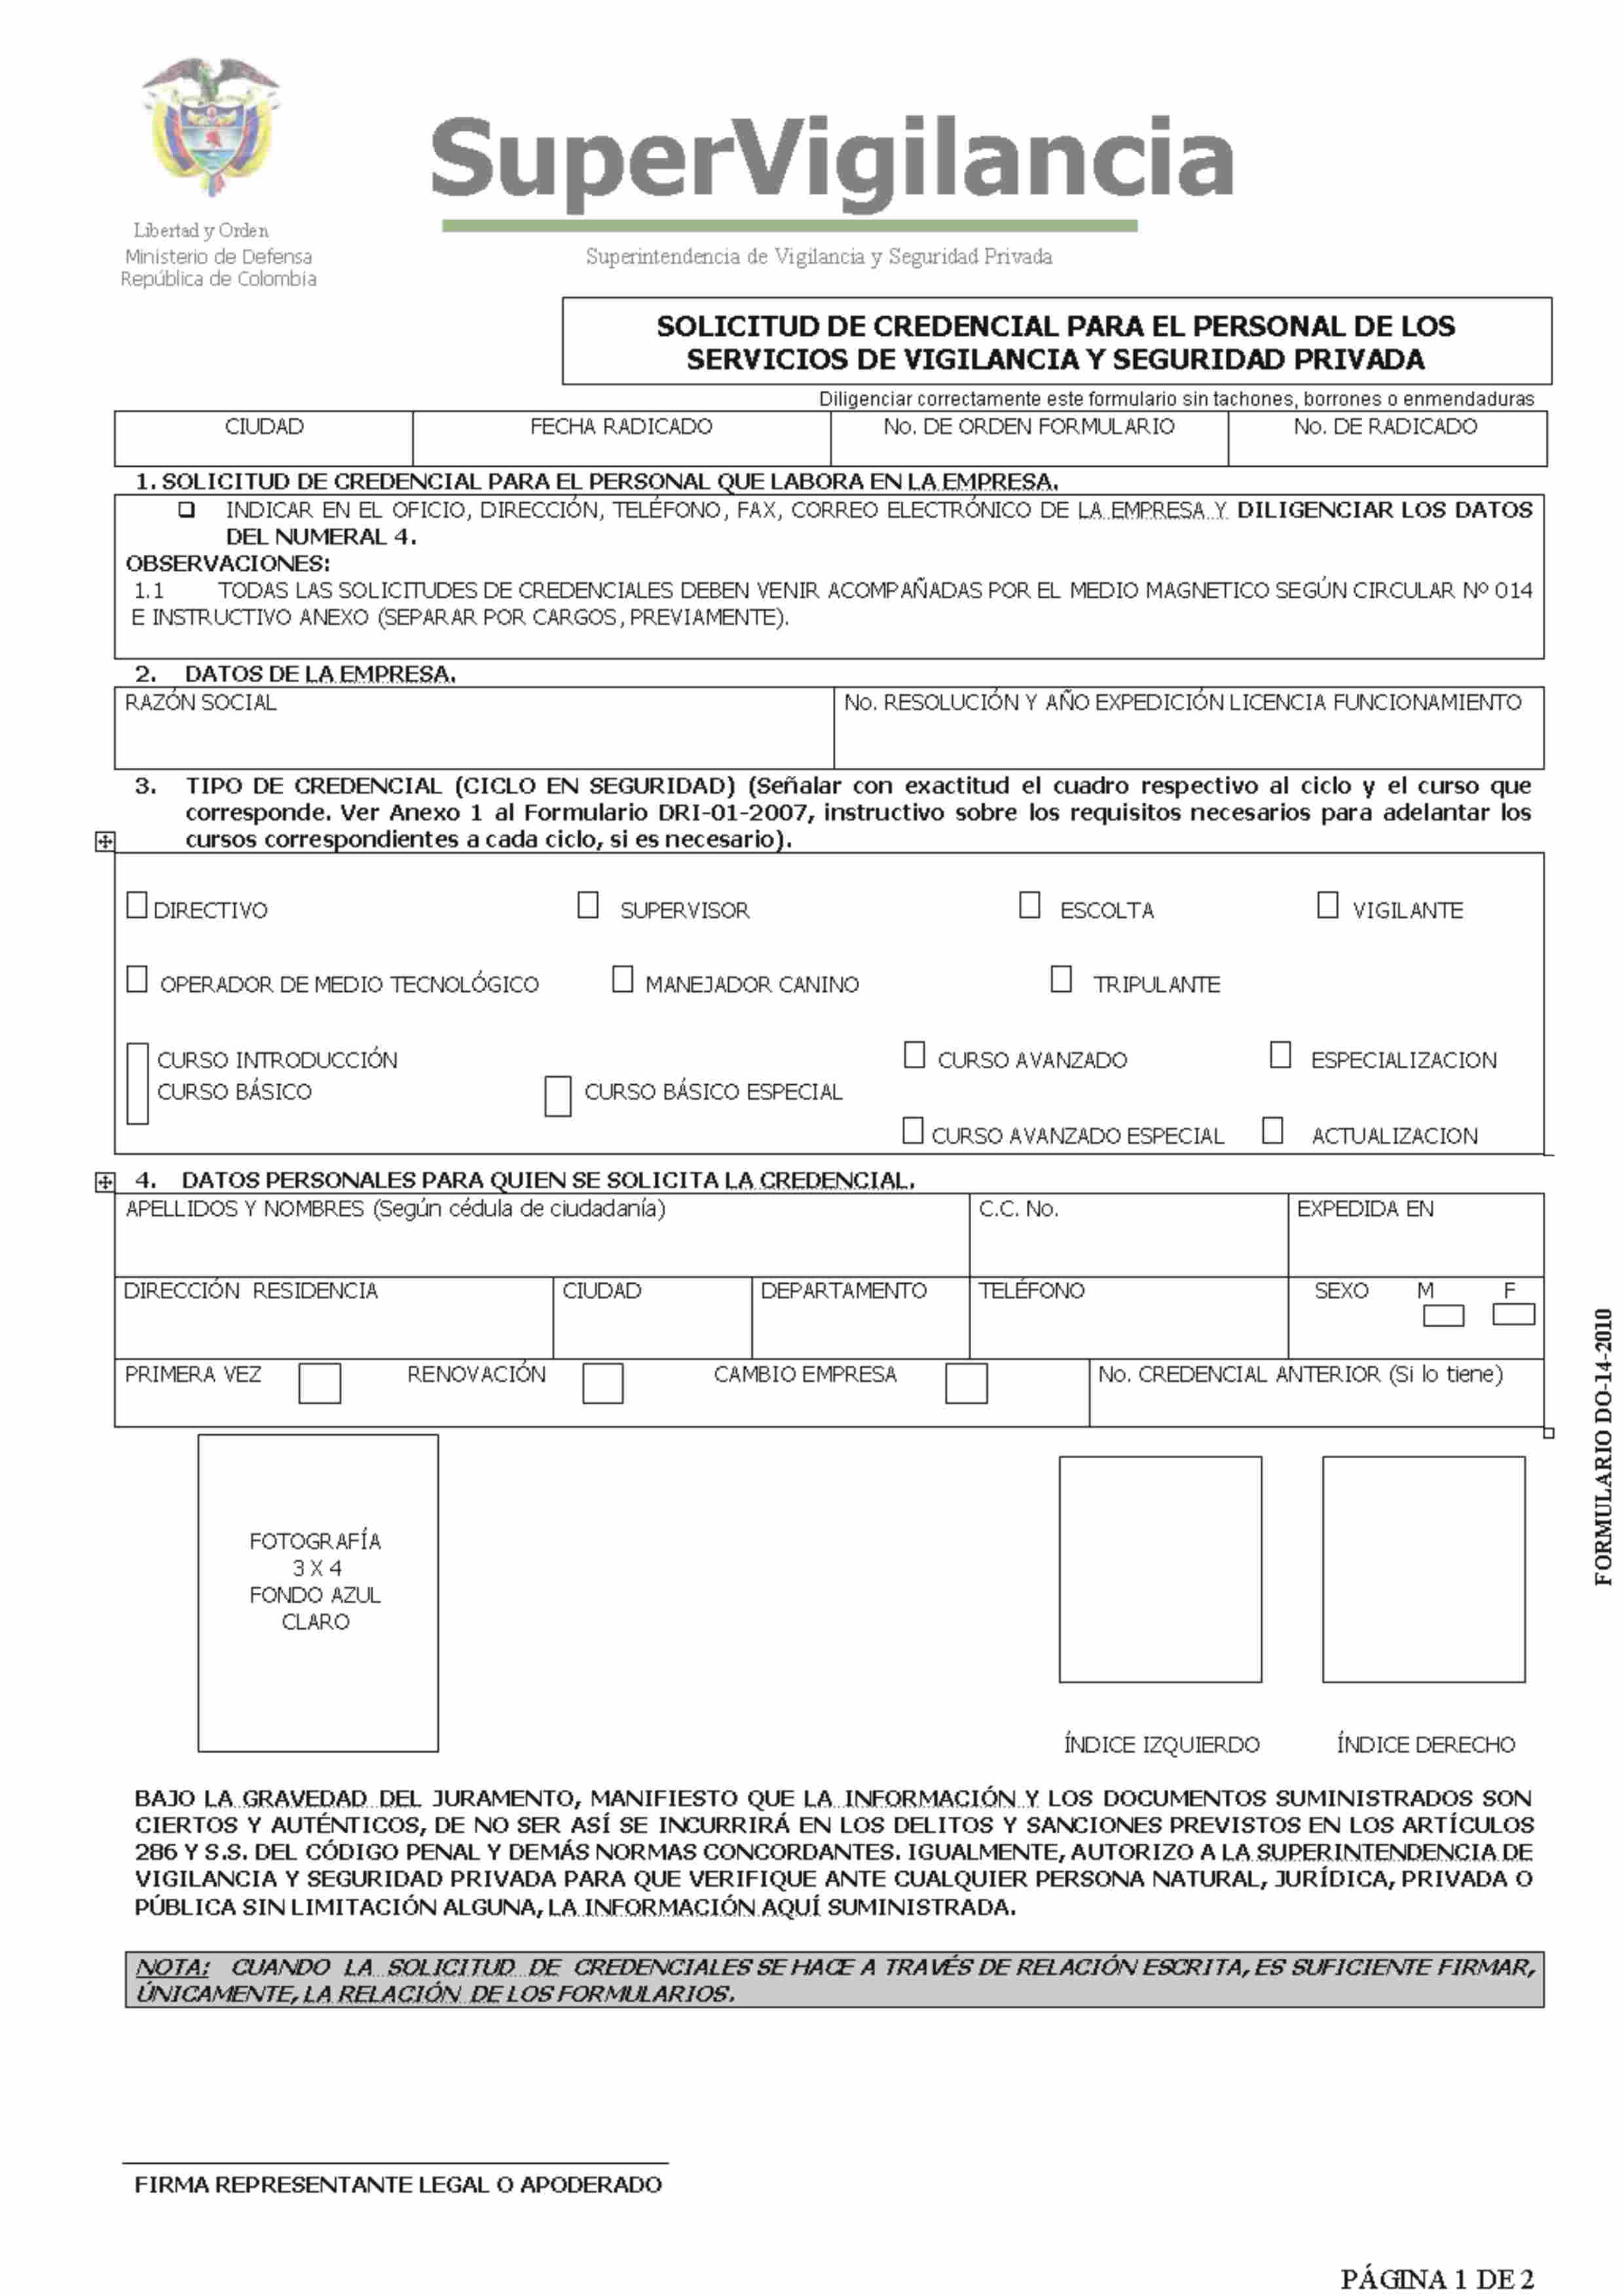 SuperVigilancia
Libertad y Orden
Ministerio de Defensa
República de Colombia
Superintendencia de Vigilancia y Seguridad Privada
SOLICITUD DE CREDENCIAL PARA EL PERSONAL DE LOS
SERVICIOS DE VIGILANCIA Y SEGURIDAD PRIVADA
Diligenciar correctamente este formulario sin tachones, borrones o enmendaduras
CIUDAD FECHA RADICADO No. DE ORDEN FORMULARIO No. DE RADICADO
1. SOLICITUD DE CREDENCIAL PARA EL PERSONAL QUE LABORA EN LA EMPRESA.
INDICAR EN EL OFICIO, DIRECCIÓN, TELÉFONO, FAX, CORREO ELECTRÓNICO DE LA EMPRESA Y DILIGENCIAR LOS DATOS
DEL NUMERAL 4.
OBSERVACIONES:
1.1 TODAS LAS SOLICITUDES DE CREDENCIALES DEBEN VENIR ACOMPAÑADAS POR EL MEDIO MAGNETICO SEGÚN CIRCULAR Nº 014
E INSTRUCTIVO ANEXO (SEPARAR POR CARGOS, PREVIAMENTE).
2. DATOS DE LA EMPRESA.
RAZÓN SOCIAL No. RESOLUCIÓN Y AÑO EXPEDICIÓN LICENCIA FUNCIONAMIENTO
3. TIPO DE CREDENCIAL (CICLO EN SEGURIDAD) (Señalar con exactitud el cuadro respectivo al ciclo y el curso que
corresponde. Ver Anexo 1 al Formulario DRI-01-2007, instructivo sobre los requisitos necesarios para adelantar los
cursos correspondientes a cada ciclo, si es necesario).
DIRECTIVO SUPERVISOR ESCOLTA VIGILANTE
OPERADOR DE MEDIO TECNOLÓGICO MANEJADOR CANINO TRIPULANTE
CURSO INTRODUCCIÓN CURSO AVANZADO ESPECIALIZACION
CURSO BÁSICO CURSO BÁSICO ESPECIAL
CURSO AVANZADO ESPECIAL ACTUALIZACION
4. DATOS PERSONALES PARA QUIEN SE SOLICITA LA CREDENCIAL.
APELLIDOS Y NOMBRES (Según cédula de ciudadanía) C.C. No. EXPEDIDA EN
DIRECCIÓN RESIDENCIA CIUDAD DEPARTAMENTO TELÉFONO SEXO M F
PRIMERA VEZ RENOVACIÓN CAMBIO EMPRESA No. CREDENCIAL ANTERIOR (Si lo tiene)
FOTOGRAFÍA
3 X 4
FONDO AZUL
CLARO
ÍNDICE IZQUIERDO ÍNDICE DERECHO
BAJO LA GRAVEDAD DEL JURAMENTO, MANIFIESTO QUE LA INFORMACIÓN Y LOS DOCUMENTOS SUMINISTRADOS SON
CIERTOS Y AUTÉNTICOS, DE NO SER ASÍ SE INCURRIRÁ EN LOS DELITOS Y SANCIONES PREVISTOS EN LOS ARTÍCULOS
286 Y S.S. DEL CÓDIGO PENAL Y DEMÁS NORMAS CONCORDANTES. IGUALMENTE, AUTORIZO A LA SUPERINTENDENCIA DE
VIGILANCIA Y SEGURIDAD PRIVADA PARA QUE VERIFIQUE ANTE CUALQUIER PERSONA NATURAL, JURÍDICA, PRIVADA O
PÚBLICA SIN LIMITACIÓN ALGUNA, LA INFORMACIÓN AQUÍ SUMINISTRADA.
NOTA: CUANDO LA SOLICITUD DE CREDENCIALES SE HACE A TRAVÉS DE RELACIÓN ESCRITA, ES SUFICIENTE FIRMAR,
ÚNICAMENTE, LA RELACIÓN DE LOS FORMULARIOS.
FIRMA REPRESENTANTE LEGAL O APODERADO
FORMULARIO DO-14-2010
PÁGINA 1 DE 2